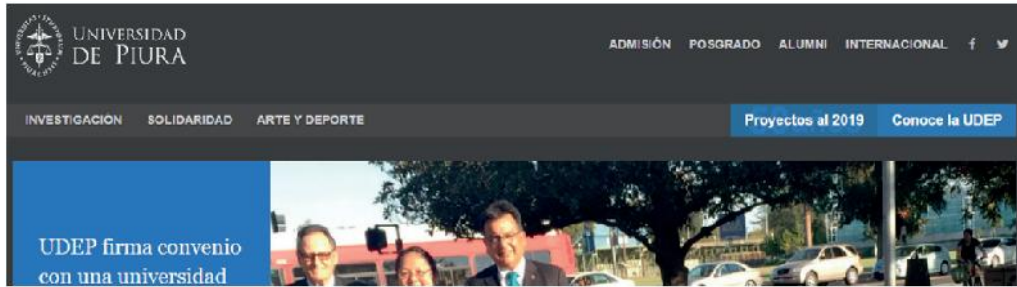 UNIVERSIDAD
DE PIURA
ADMISIÓN POSGRADO ALUMNI INTERNACIONAL
INVESTIGACIÓN SOLIDARIDAD ARTE Y DEPORTE
Proyectos al 2019 Conoce la UDEP
UDEP firma convenio
con una universidad